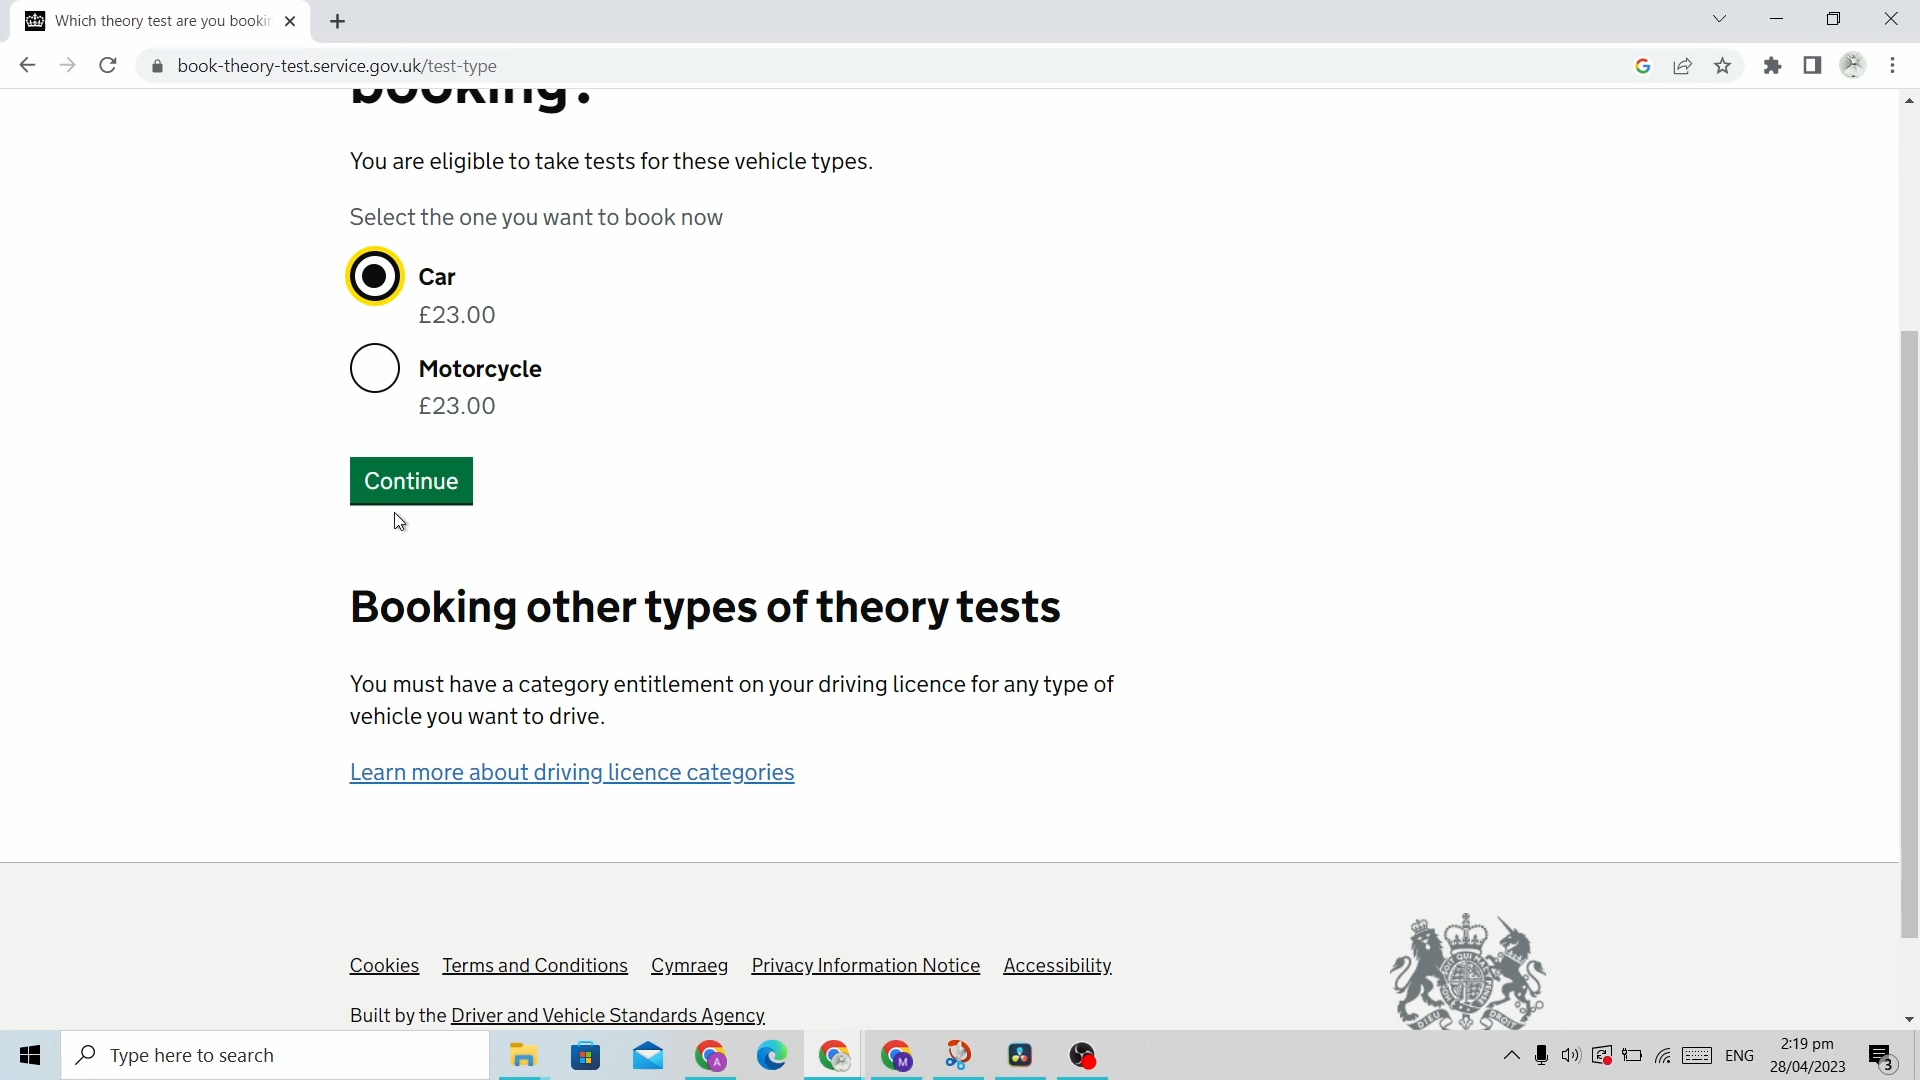 Which theory test are you bookin
book-theory-test.service.gov.uk/test-type
booking?
You are eligible to take tests for these vehicle types.
Select the one you want to book now
Car
£23.00
Motorcycle
£23.00
Continue
Booking other types of theory tests
You must have a category entitlement on your driving licence for any type of
vehicle you want to drive.
Learn more about driving licence categories
Cookies Terms and Conditions Cymraeg Privacy Information Notice Accessibility
Built by the Driver and Vehicle Standards Agency
Type here to search
A
M
ENG
2:19 pm
28/04/2023
3